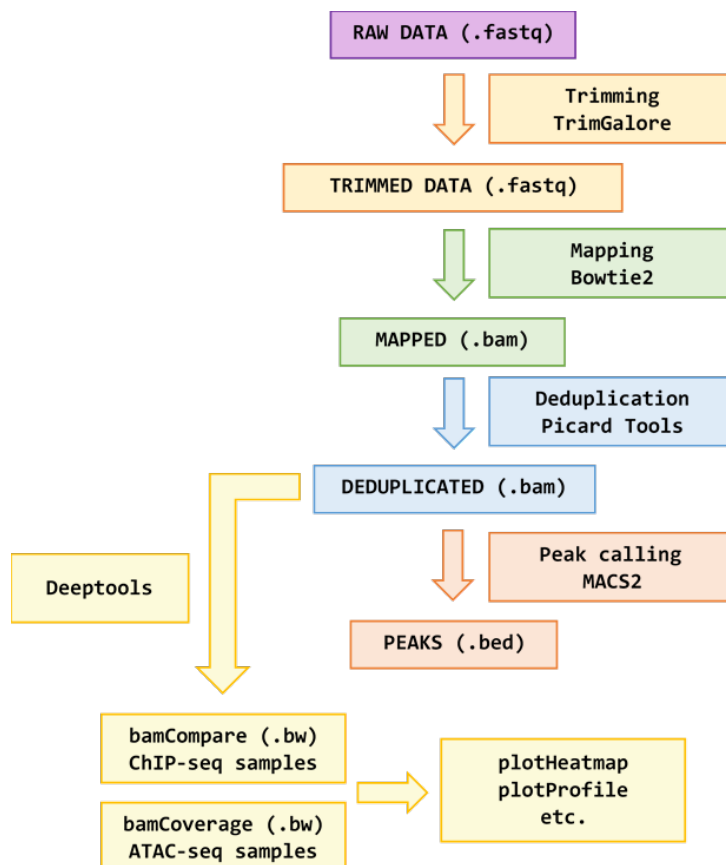 RAW DATA (.fastq)
Trimming
TrimGalore
TRIMMED DATA (.fastq)
Mapping
Bowtie2
MAPPED (.bam)
Deduplication
Picard Tools
DEDUPLICATED (.bam)
Peak calling
MACS2
Deeptools
PEAKS (.bed)
bamCompare (.bw)
ChIP-seq samples
plotHeatmap
plotProfile
etc.
bamCoverage (.bw)
ATAC-seq samples